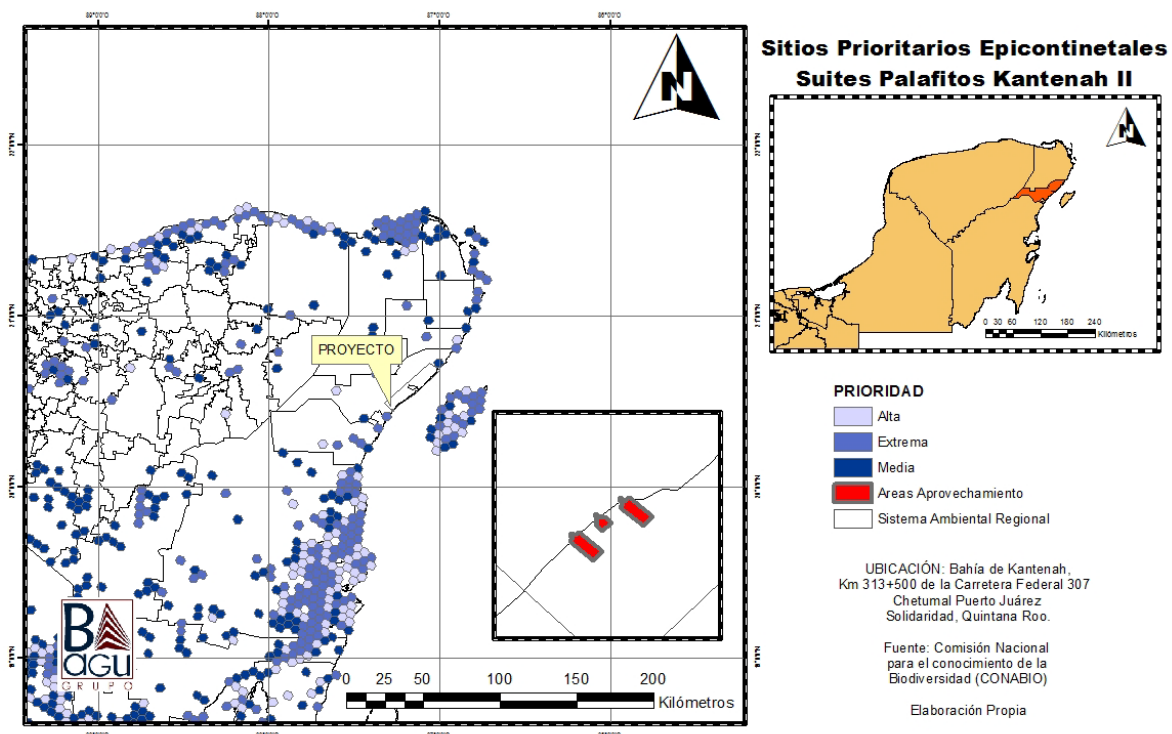 Sitios Prioritarios Epicontinetales
Suites Palafitos Kantenah II
N
N
0 30 60 120 180 240
Kilómetros
PROYECTO
PRIORIDAD
Alta
Extrema
Media
Areas Aprovechamiento
Sistema Ambiental Regional
UBICACIÓN: Bahía de Kantenah,
Km 313+500 de la Carretera Federal 307
Chetumal Puerto Juárez
Solidaridad, Quintana Roo.
Fuente: Comisión Nacional
para el conocimiento de la
Biodiversidad (CONABIO)
Elaboración Propia
BAGU
GRUPO
0 25 50 100 150 200
Kilómetros